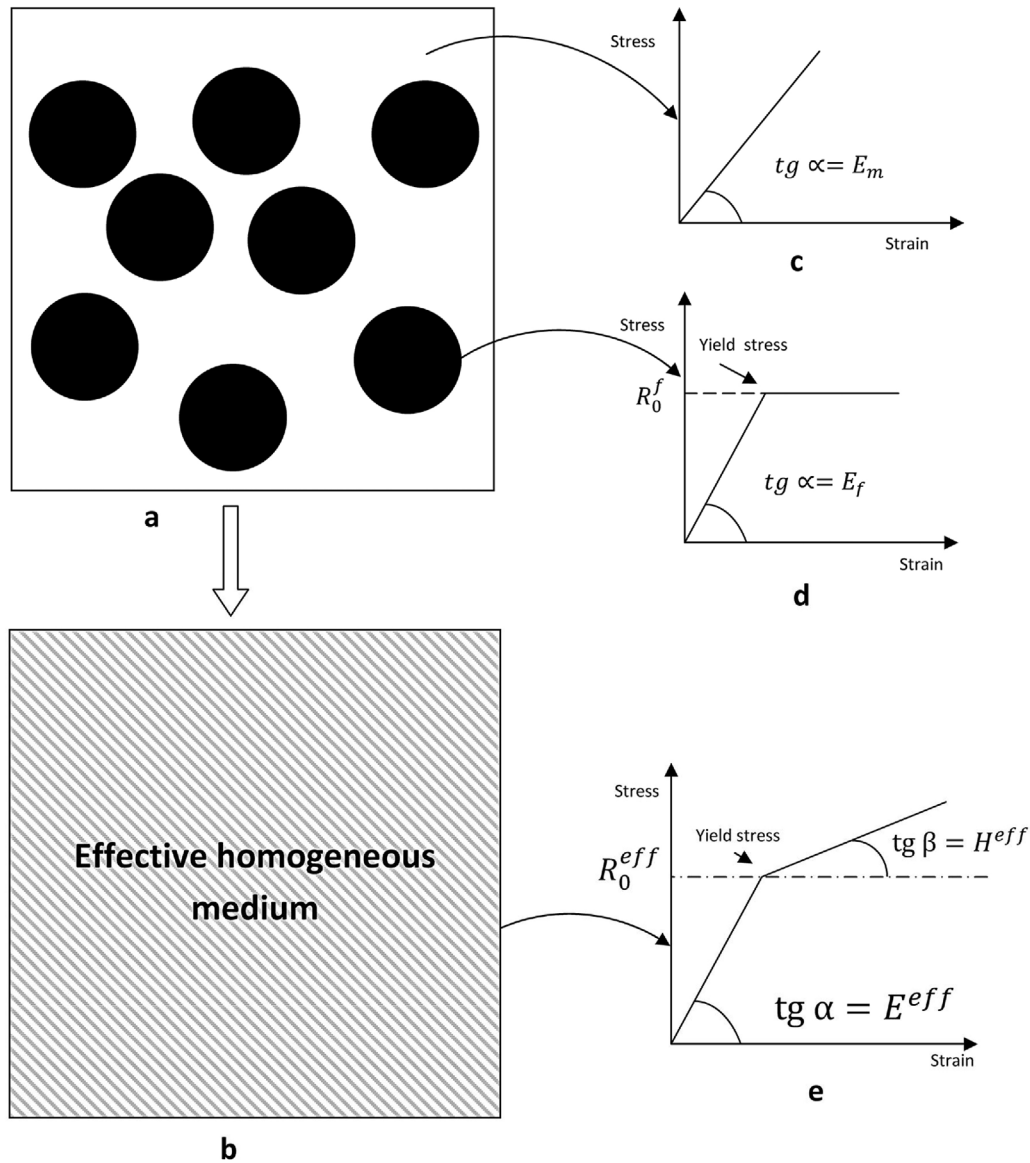 Stress
tg ∝= E_m
Strain
c
Stress
Yield stress
R_0^f
tg ∝= E_f
Strain
d
a
Effective homogeneous
medium
b
Stress
Yield stress
R_0^{eff}
tg β = H^{eff}
tg α = E^{eff}
Strain
e